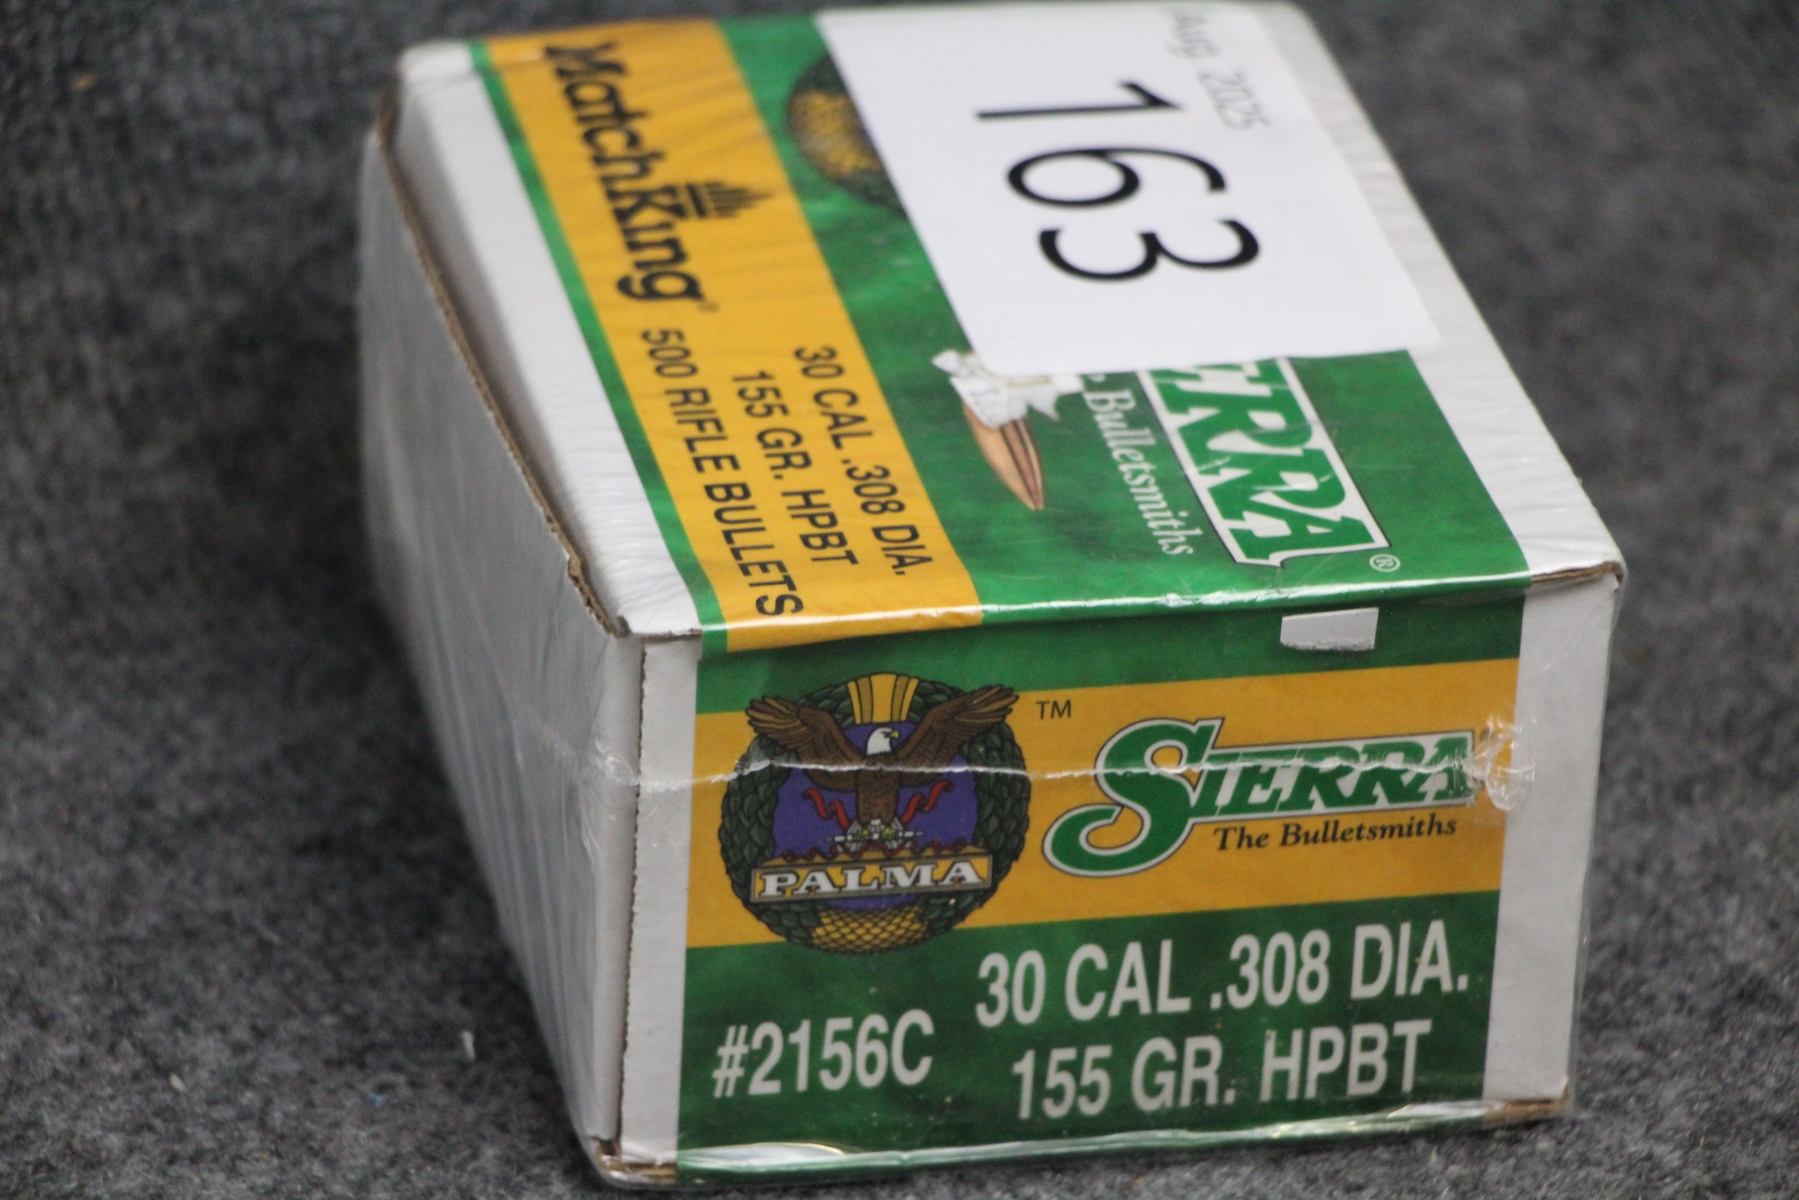 Aug. 2025
163
MatchKing®
500 RIFLE BULLETS
155 GR. HPBT
30 CAL .308 DIA.
Bulletsmiths
RRA®
PALMA
TM
SIERRA
The Bulletsmiths
#2156C
30 CAL .308 DIA.
155 GR. HPBT